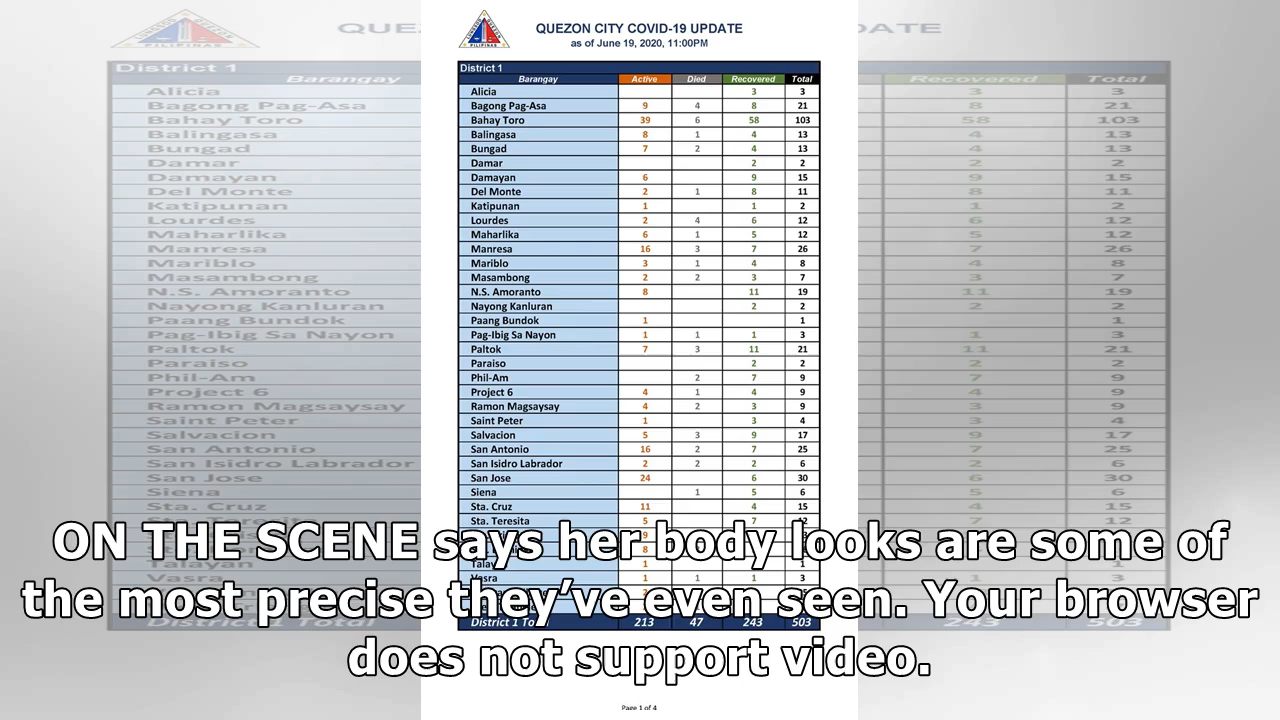 QUEZON CITY COVID-19 UPDATE
as of June 19, 2020, 11:00PM
District 1
Barangay Active Died Recovered Total
Alicia 3 3
Bagong Pag-Asa 9 4 8 21
Bahay Toro 39 6 58 103
Balingasa 8 1 4 13
Bungad 7 2 4 13
Damar 2 2
Damayan 6 9 15
Del Monte 2 1 8 11
Katipunan 1 1 2
Lourdes 2 4 6 12
Maharlika 6 1 5 12
Manresa 16 3 7 26
Mariblo 3 1 4 8
Masambong 2 2 3 7
N.S. Amoranto 8 11 19
Nayong Kanluran 2 2
Paang Bundok 1 1
Pag-Ibig Sa Nayon 1 1 1 3
Paltok 7 3 11 21
Paraiso 2 2
Phil-Am 2 7 9
Project 6 4 1 4 9
Ramon Magsaysay 4 2 3 9
Saint Peter 1 3 4
Salvacion 5 3 9 17
San Antonio 16 2 7 25
San Isidro Labrador 2 2 2 6
San Jose 24 6 30
Siena 1 5 6
Sta. Cruz 11 4 15
Sta. Teresita 5 7 12
Talayan 1 1
Vasra 1 1 1 3
District 1 Total 213 47 243 503
ON THE SCENE says her body looks are some of
the most precise they’ve even seen. Your browser
does not support video.
Page 1 of 4